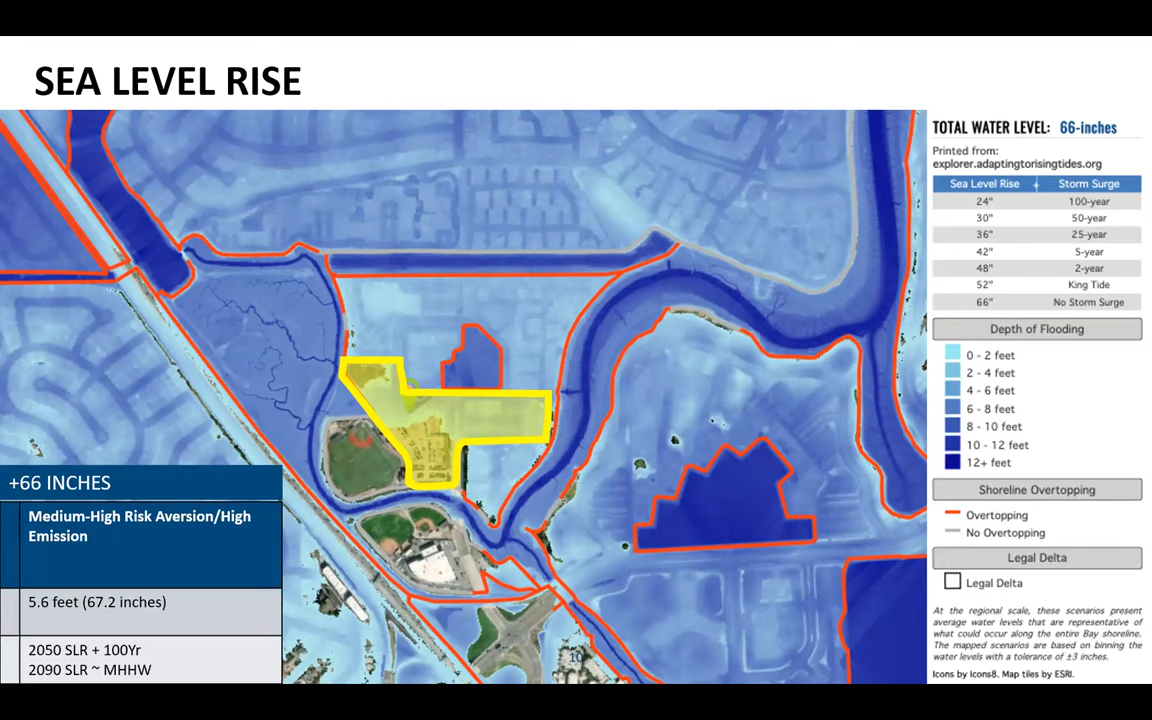 SEA LEVEL RISE
+66 INCHES
Medium-High Risk Aversion/High
Emission
5.6 feet (67.2 inches)
2050 SLR + 100Yr
2090 SLR ~ MHHW
10
TOTAL WATER LEVEL: 66-inches
Printed from:
explorer.adaptingtorisingtides.org
Sea Level Rise + Storm Surge
24" 100-year
30" 50-year
36" 25-year
42" 5-year
48" 2-year
52" King Tide
66" No Storm Surge
Depth of Flooding
0 - 2 feet
2 - 4 feet
4 - 6 feet
6 - 8 feet
8 - 10 feet
10 - 12 feet
12+ feet
Shoreline Overtopping
Overtopping
No Overtopping
Legal Delta
Legal Delta
At the regional scale, these scenarios present
average water levels that are representative of
what could occur along the entire Bay shoreline.
The mapped scenarios are based on binning the
water levels with a tolerance of ±3 inches.
Icons by Icons8. Map tiles by ESRI.